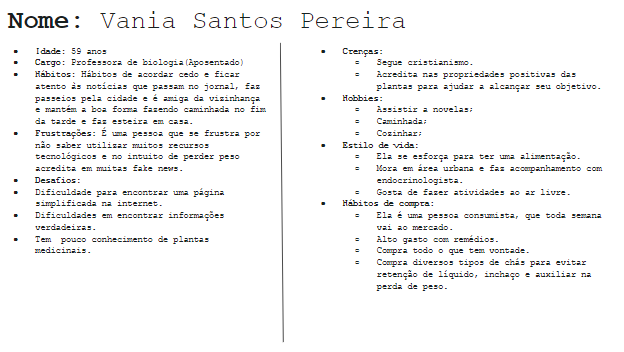 Nome: Vania Santos Pereira
• Idade: 59 anos
• Cargo: Professora de biologia(Aposentado)
• Hábitos: Hábitos de acordar cedo e ficar
atento às notícias que passam no jornal, faz
passeios pela cidade e é amiga da vizinhança
e mantém a boa forma fazendo caminhada no fim
da tarde e faz esteira em casa.
• Frustrações: É uma pessoa que se frustra por
não saber utilizar muitos recursos
tecnológicos e no intuito de perder peso
acredita em muitas fake news.
• Desafios:
• Dificuldade para encontrar uma página
simplificada na internet.
• Dificuldades em encontrar informações
verdadeiras.
• Tem pouco conhecimento de plantas
medicinais.
• Crenças:
○ Segue cristianismo.
○ Acredita nas propriedades positivas das
plantas para ajudar a alcançar seu objetivo.
• Hobbies:
○ Assistir a novelas;
○ Caminhada;
○ Cozinhar;
• Estilo de vida:
○ Ela se esforça para ter uma alimentação.
○ Mora em área urbana e faz acompanhamento com
endocrinologista.
○ Gosta de fazer atividades ao ar livre.
• Hábitos de compra:
○ Ela é uma pessoa consumista, que toda semana
vai ao mercado.
○ Alto gasto com remédios.
○ Compra todo o que tem vontade.
○ Compra diversos tipos de chás para evitar
retenção de líquido, inchaço e auxiliar na
perda de peso.